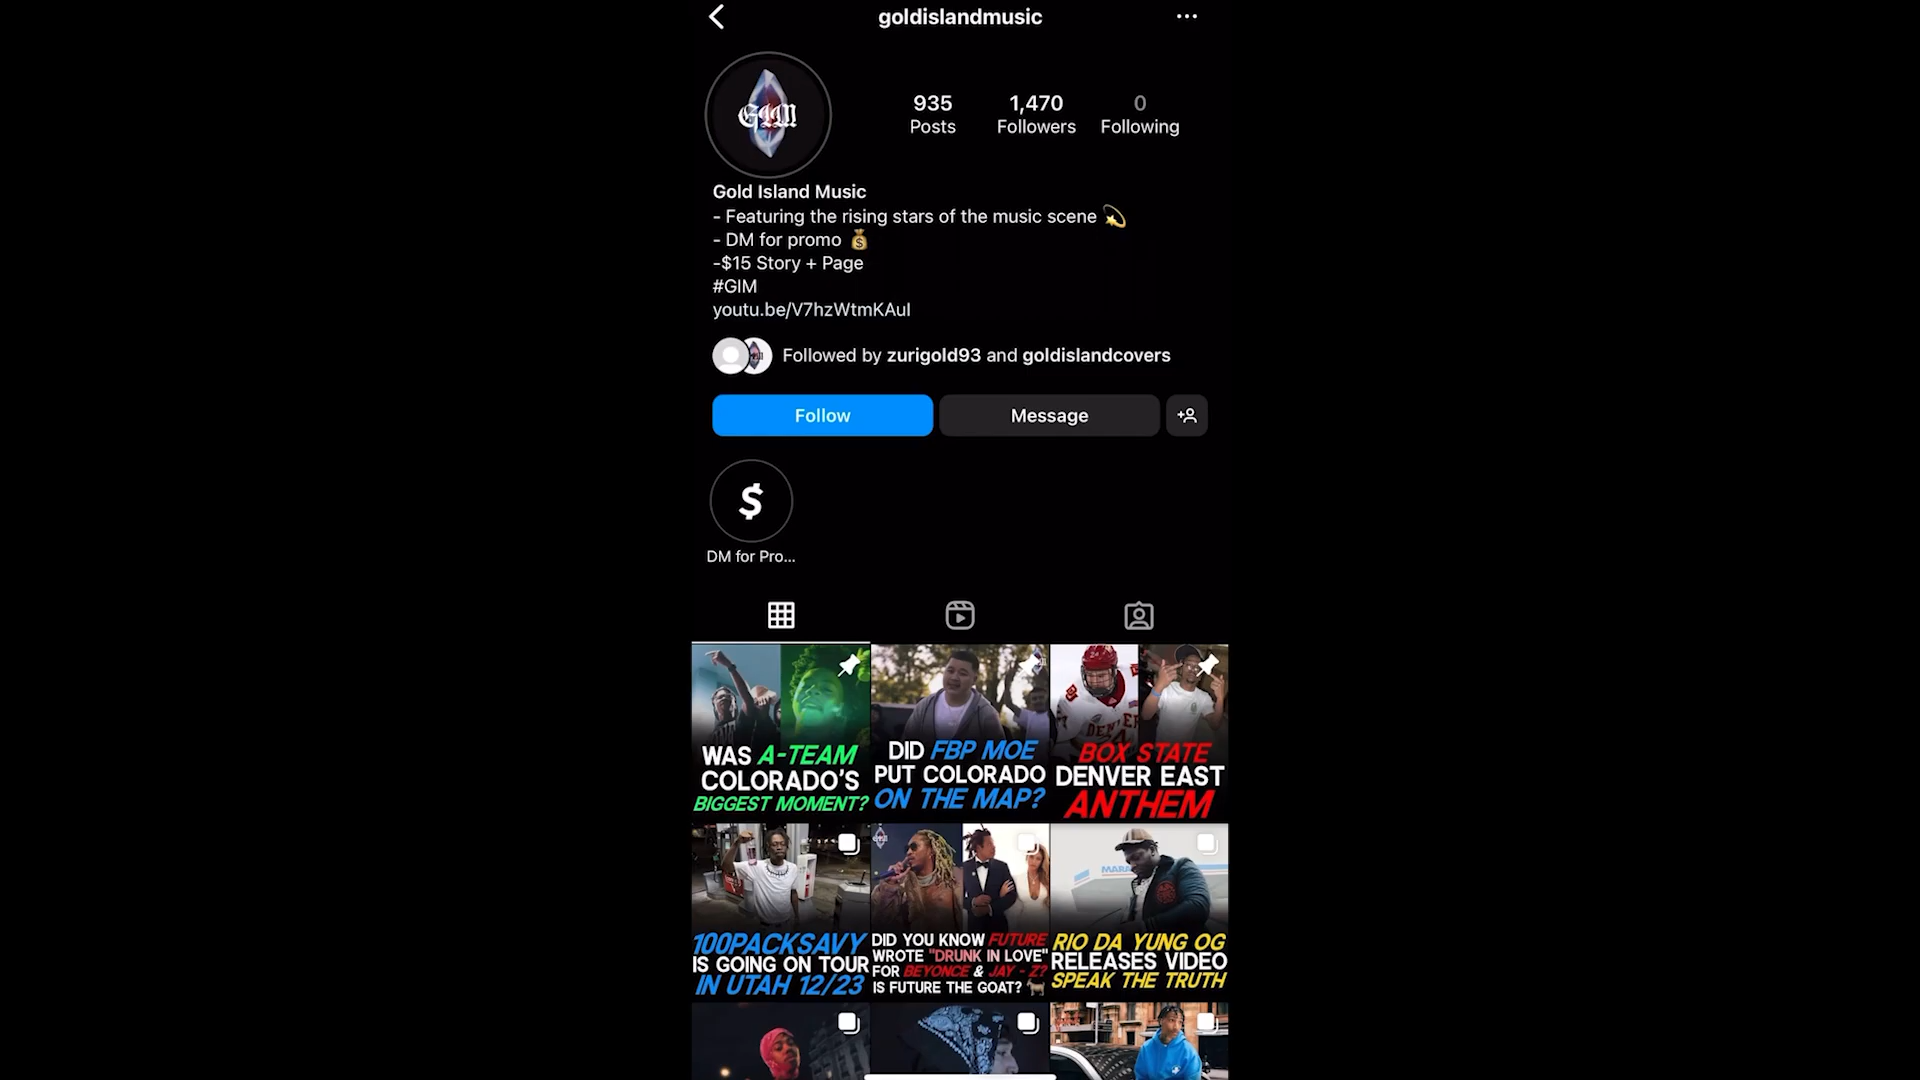 goldislandmusic
GIM
935 1,470 0
Posts Followers Following
Gold Island Music
- Featuring the rising stars of the music scene 💫
- DM for promo 💰
-$15 Story + Page
#GIM
youtu.be/V7hzWtmKAuI
Followed by zurigold93 and goldislandcovers
Follow
Message
$
DM for Pro...
WAS A-TEAM
COLORADO'S
BIGGEST MOMENT?
DID FBP MOE
PUT COLORADO
ON THE MAP?
DENVER
BOX STATE
DENVER EAST
ANTHEM
100PACKSAVY
IS GOING ON TOUR
IN UTAH 12/23
DID YOU KNOW FUTURE
WROTE "DRUNK IN LOVE"
FOR BEYONCE & JAY - Z?
IS FUTURE THE GOAT? 🐐
MARA
RIO DA YUNG OG
RELEASES VIDEO
SPEAK THE TRUTH